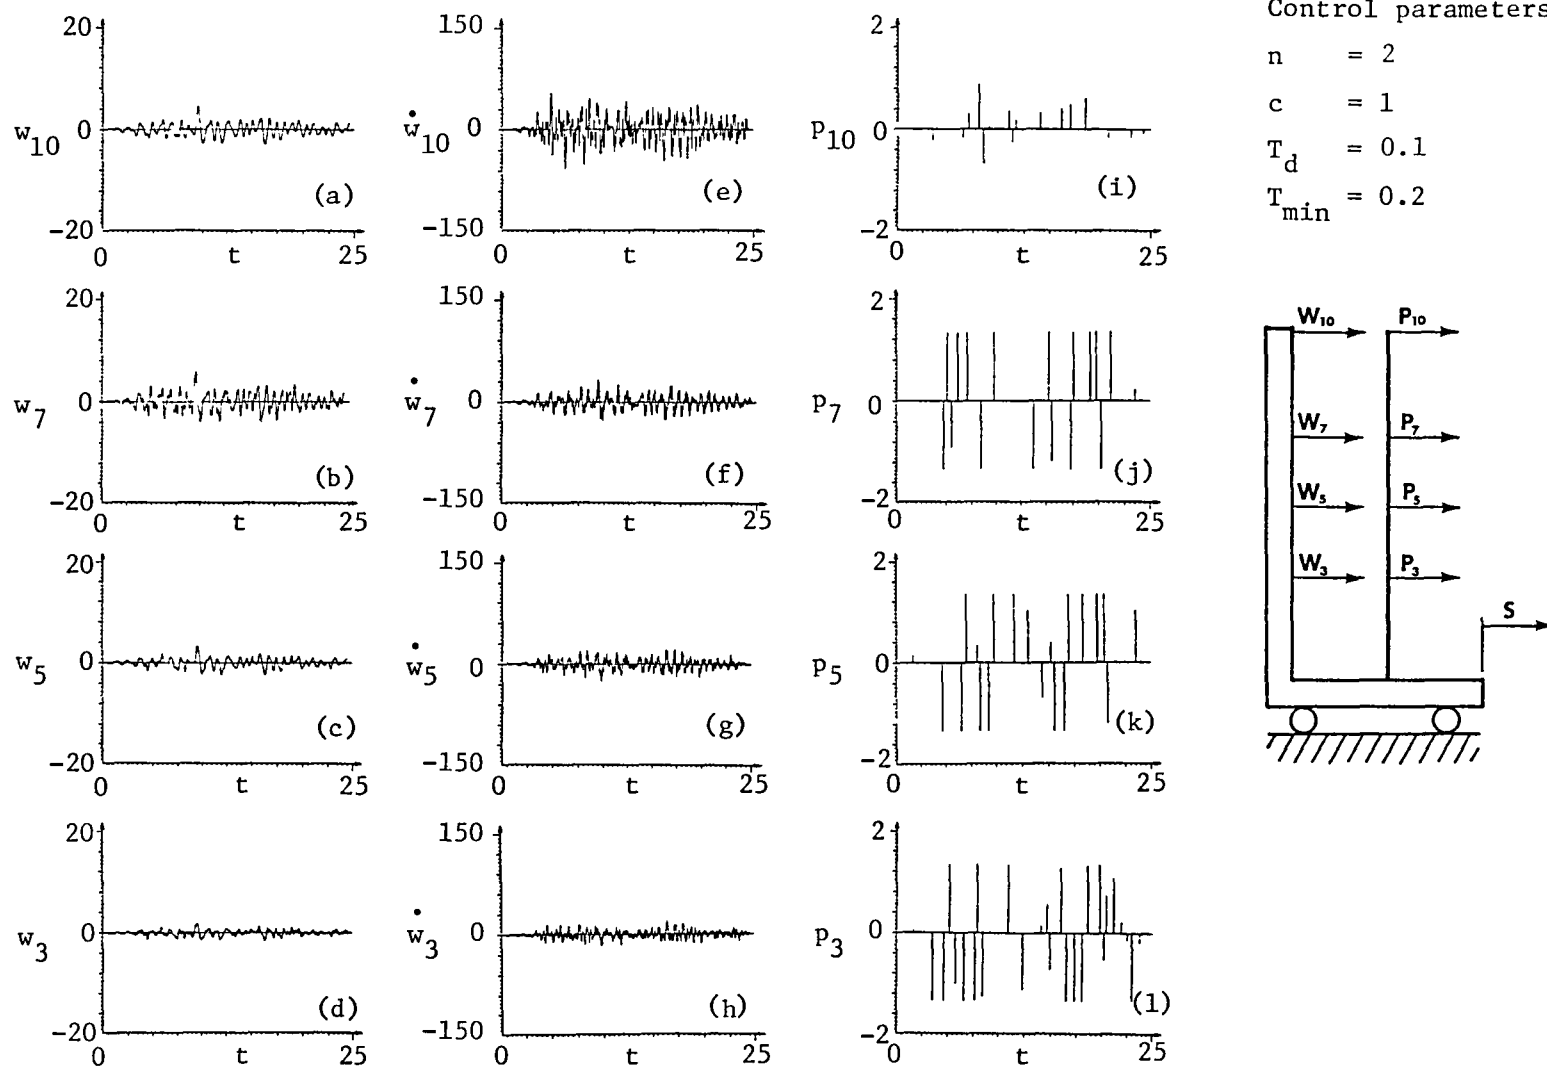 Control parameters
n = 2
c = 1
T_d = 0.1
T_min = 0.2
20
w_10 0
-20
0 t 25
(a)
150
ẇ_10 0
-150
0 t 25
(e)
2
p_10 0
-2
0 t 25
(i)
20
w_7 0
-20
0 t 25
(b)
150
ẇ_7 0
-150
0 t 25
(f)
2
p_7 0
-2
0 t 25
(j)
20
w_5 0
-20
0 t 25
(c)
150
ẇ_5 0
-150
0 t 25
(g)
2
p_5 0
-2
0 t 25
(k)
20
w_3 0
-20
0 t 25
(d)
150
ẇ_3 0
-150
0 t 25
(h)
2
p_3 0
-2
0 t 25
(l)
W_10 P_10
W_7 P_7
W_5 P_5
W_3 P_3
S